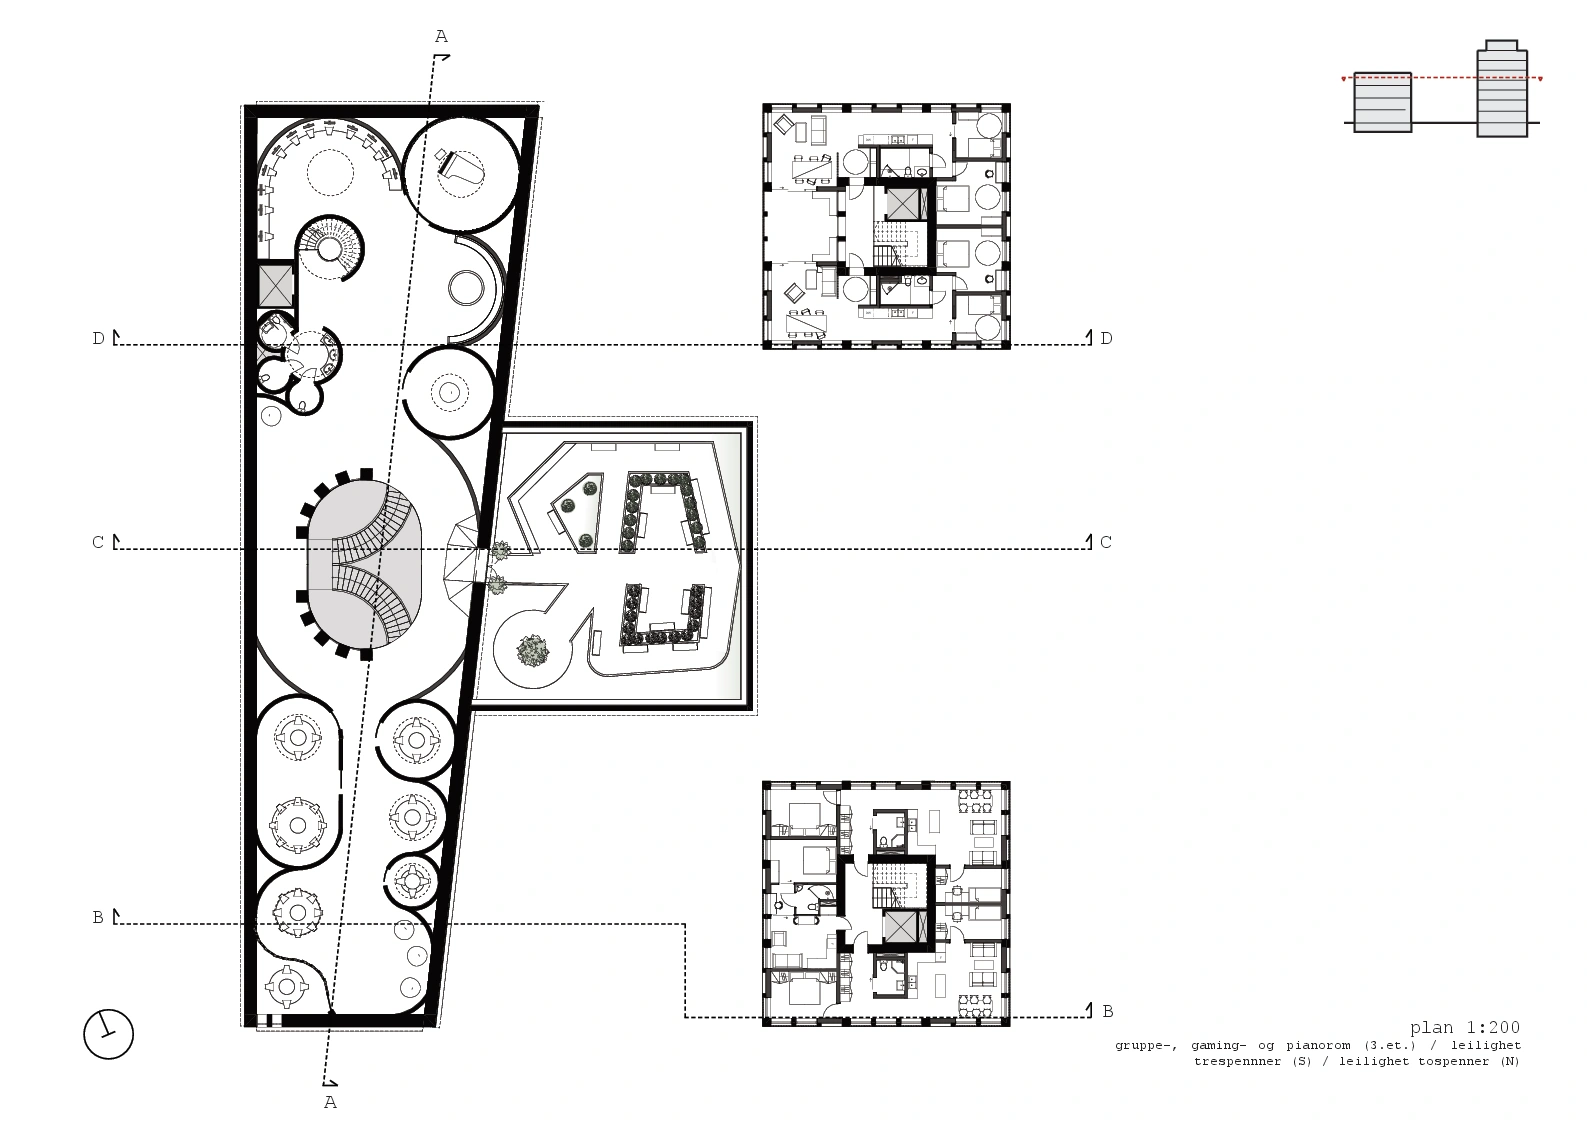 A
D
D
C
C
B
B
A
plan 1:200
gruppe-, gaming- og pianorom (3.et.) / leilighet
trespennner (S) / leilighet tospenner (N)